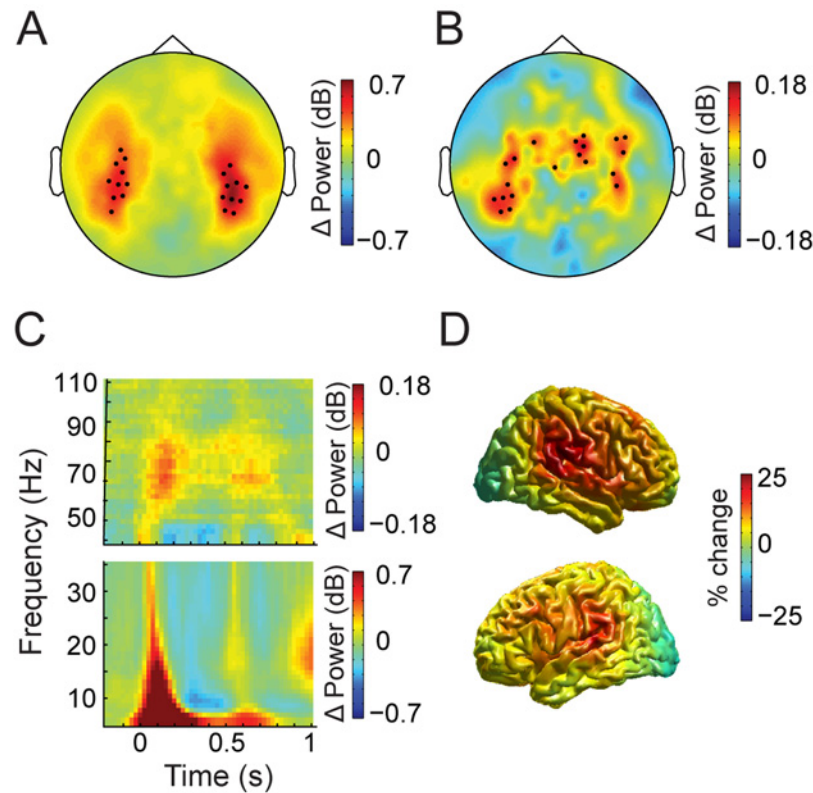 A
Δ Power (dB)
0.7
0
−0.7
B
Δ Power (dB)
0.18
0
−0.18
C
Frequency (Hz)
110
90
70
50
Δ Power (dB)
0.18
0
−0.18
30
20
10
Δ Power (dB)
0.7
0
−0.7
0
0.5
1
Time (s)
D
% change
25
0
−25